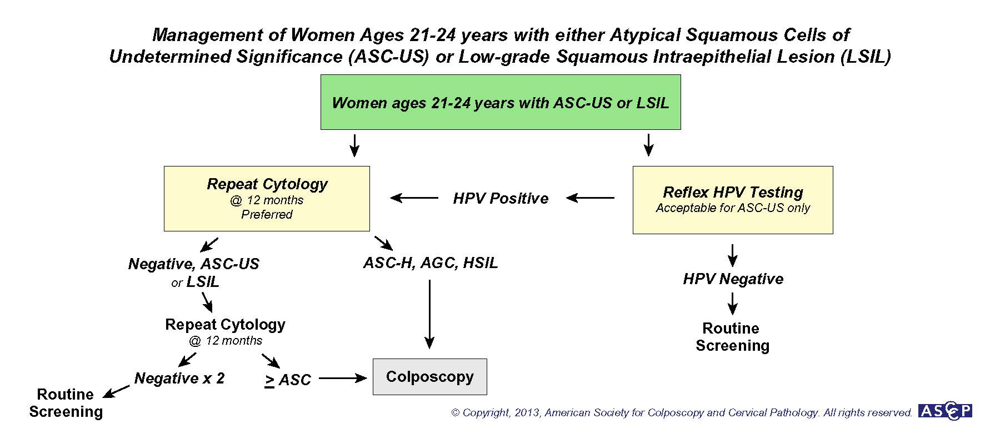 Management of Women Ages 21-24 years with either Atypical Squamous Cells of
Undetermined Significance (ASC-US) or Low-grade Squamous Intraepithelial Lesion (LSIL)
Women ages 21-24 years with ASC-US or LSIL
Repeat Cytology
@ 12 months
Preferred
HPV Positive
Reflex HPV Testing
Acceptable for ASC-US only
Negative, ASC-US
or LSIL
ASC-H, AGC, HSIL
HPV Negative
Repeat Cytology
@ 12 months
Routine
Screening
Negative x 2
≥ ASC
Colposcopy
Routine
Screening
© Copyright, 2013, American Society for Colposcopy and Cervical Pathology. All rights reserved.
ASCCP